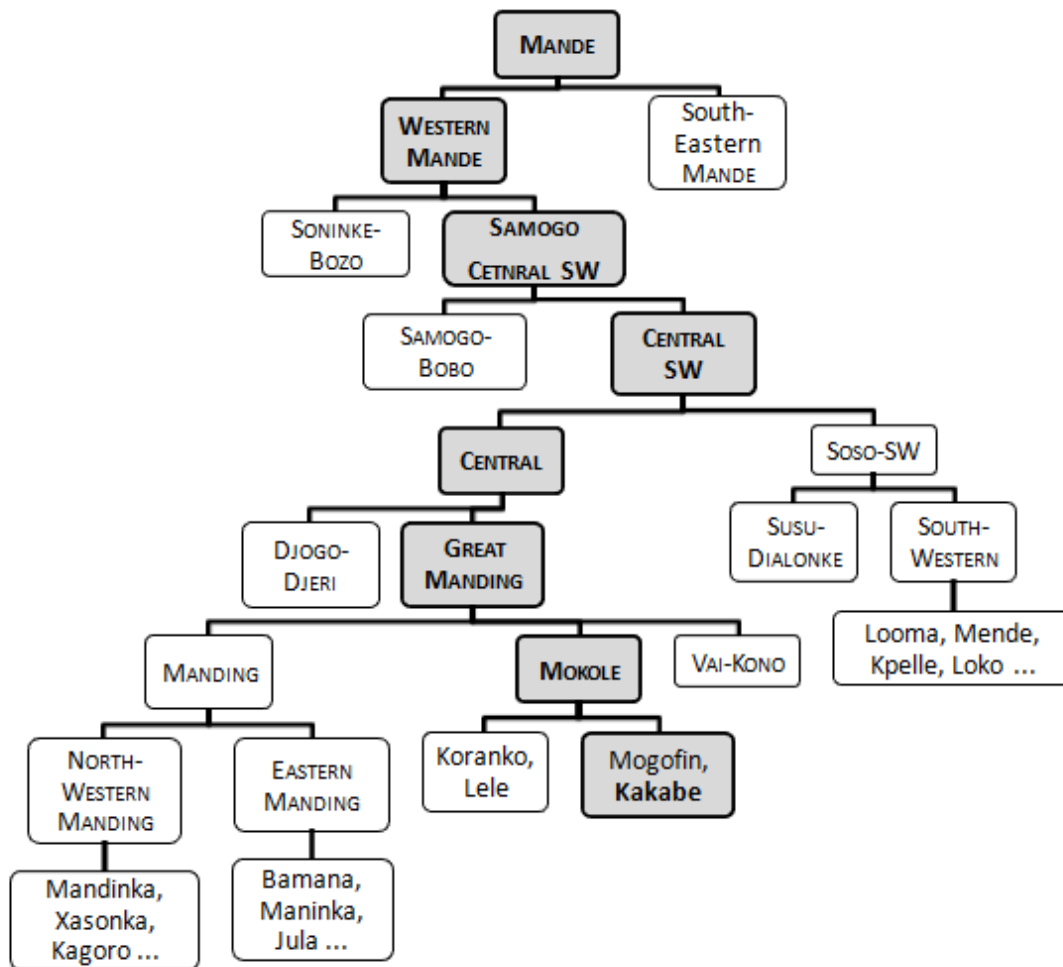 MANDE
WESTERN
MANDE
South-
Eastern
MANDE
SONINKE-
BOZO
SAMOGO
CETNRAL SW
SAMOGO-
BOBO
CENTRAL
SW
CENTRAL
SOSO-SW
DJOGO-
DJERI
GREAT
MANDING
SUSU-
DIALONKE
SOUTH-
WESTERN
MANDING
MOKOLE
VAI-KONO
Looma, Mende,
Kpelle, Loko ...
NORTH-
WESTERN
MANDING
EASTERN
MANDING
Koranko,
Lele
Mogofin,
Kakabe
Mandinka,
Xasonka,
Kagoro ...
Bamana,
Maninka,
Jula ...